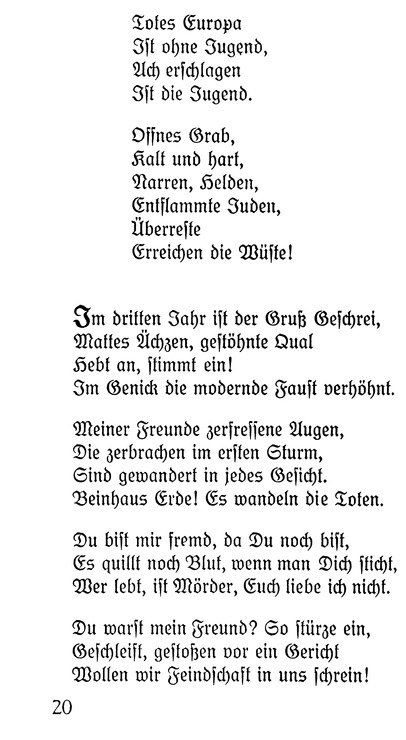 Totes Europa
Ist ohne Jugend,
Ach erschlagen
Ist die Jugend.

Offnes Grab,
Kalt und hart,
Narren, Helden,
Entflammte Juden,
Überreste
Erreichen die Wüste!

Im dritten Jahr ist der Gruß Geschrei,
Mattes Ächzen, gestöhnte Qual
Hebt an, stimmt ein!
Im Genick die modernde Faust verhöhnt.

Meiner Freunde zerfressene Augen,
Die zerbrachen im ersten Sturm,
Sind gewandert in jedes Gesicht.
Beinhaus Erde! Es wandeln die Toten.

Du bist mir fremd, da Du noch bist,
Es quillt noch Blut, wenn man Dich sticht,
Wer lebt, ist Mörder, Euch liebe ich nicht.

Du warst mein Freund? So stürze ein,
Geschleift, gestoßen vor ein Gericht
Wollen wir Feindschaft in uns schrein!
20